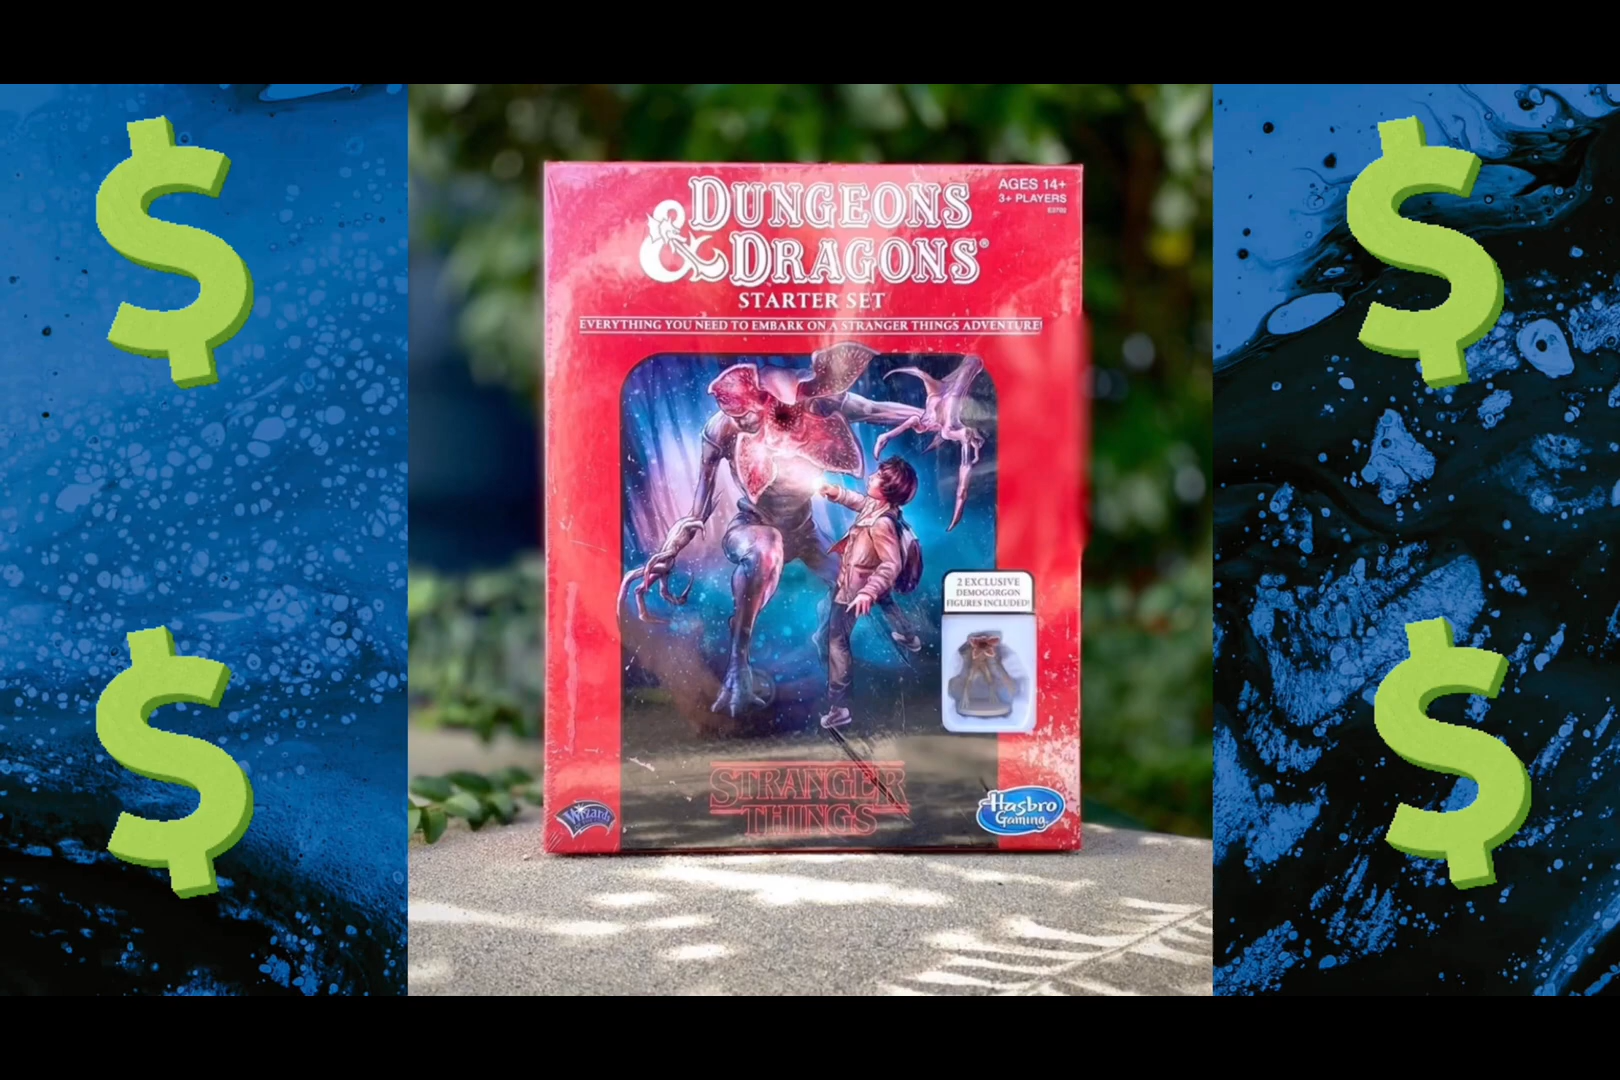 DUNGEONS
& DRAGONS®
STARTER SET
EVERYTHING YOU NEED TO EMBARK ON A STRANGER THINGS ADVENTURE!
AGES 14+
3+ PLAYERS
2 EXCLUSIVE
DEMOGORGON
FIGURES INCLUDED!
STRANGER
THINGS
Wizards
Hasbro
Gaming
$
$
$
$